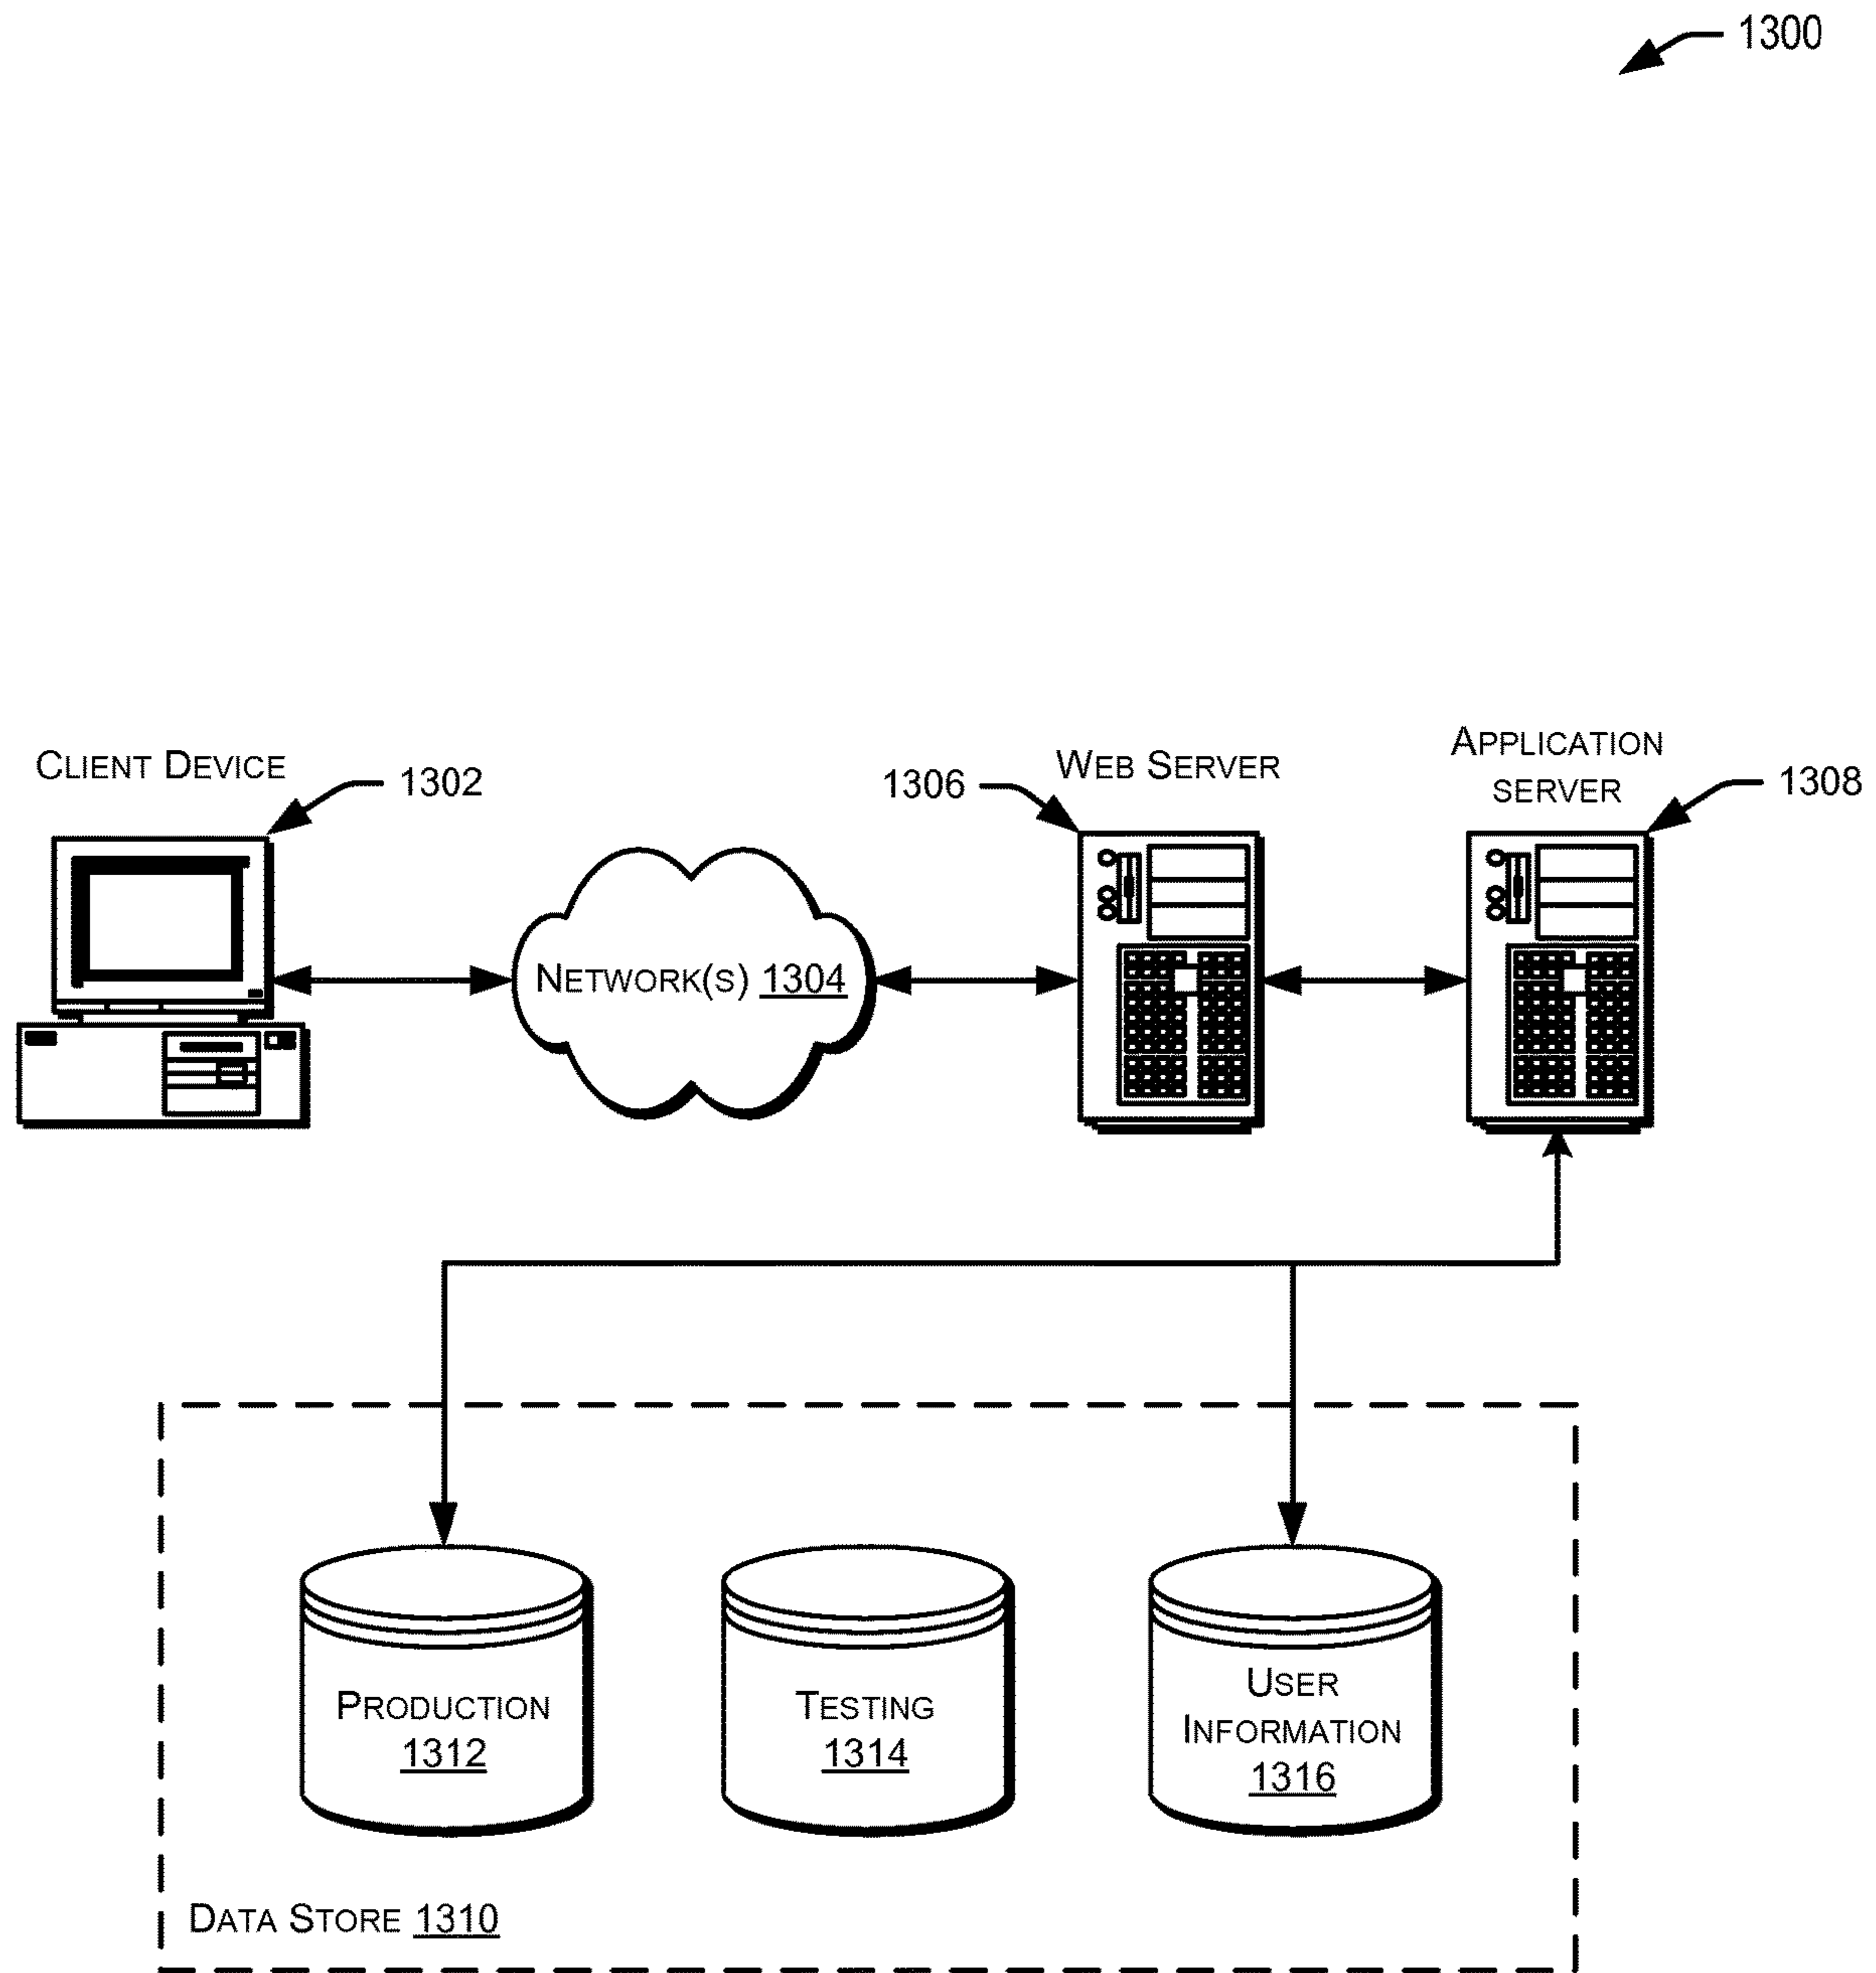 1300
CLIENT DEVICE
1302
1306
WEB SERVER
APPLICATION
SERVER
1308
NETWORK(S) 1304
PRODUCTION
1312
TESTING
1314
USER
INFORMATION
1316
DATA STORE 1310